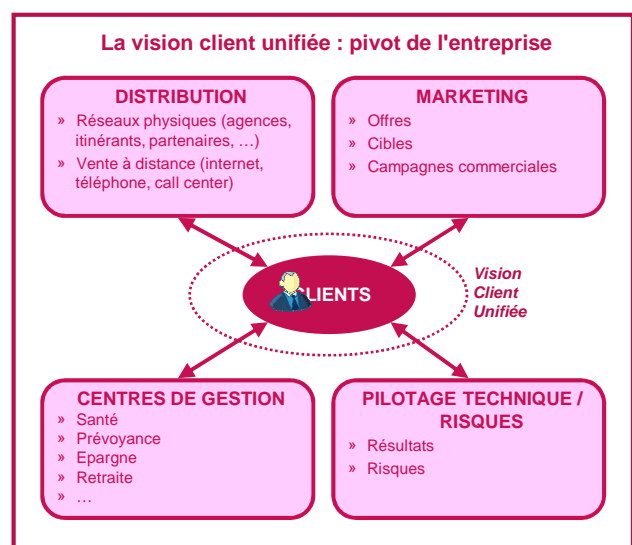 La vision client unifiée : pivot de l'entreprise
DISTRIBUTION
» Réseaux physiques (agences,
itinérants, partenaires, …)
» Vente à distance (internet,
téléphone, call center)
MARKETING
» Offres
» Cibles
» Campagnes commerciales
CLIENTS
Vision
Client
Unifiée
CENTRES DE GESTION
» Santé
» Prévoyance
» Epargne
» Retraite
» …
PILOTAGE TECHNIQUE /
RISQUES
» Résultats
» Risques